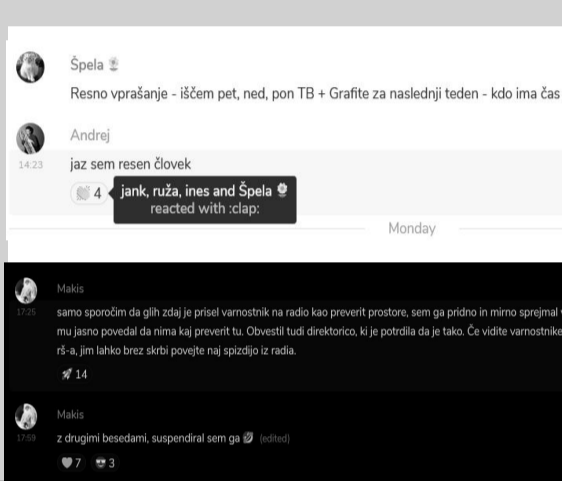 Špela
Resno vprašanje - iščem pet, ned, pon TB + Grafite za naslednji teden - kdo ima čas
Andrej
14:23
jaz sem resen človek
4
jank, ruža, ines and Špela
reacted with :clap:
Monday
Makis
17:25
samo sporočim da glih zdaj je prisel varnostnik na radio kao preverit prostore, sem ga pridno in mirno sprejmal
mu jasno povedal da nima kaj preverit tu. Obvestil tudi direktorico, ki je potrdila da je tako. Če vidite varnostnike
rš-a, jim lahko brez skrbi povejte naj spizdijo iz radia.
14
Makis
17:59
z drugimi besedami, suspendiral sem ga (edited)
7 3